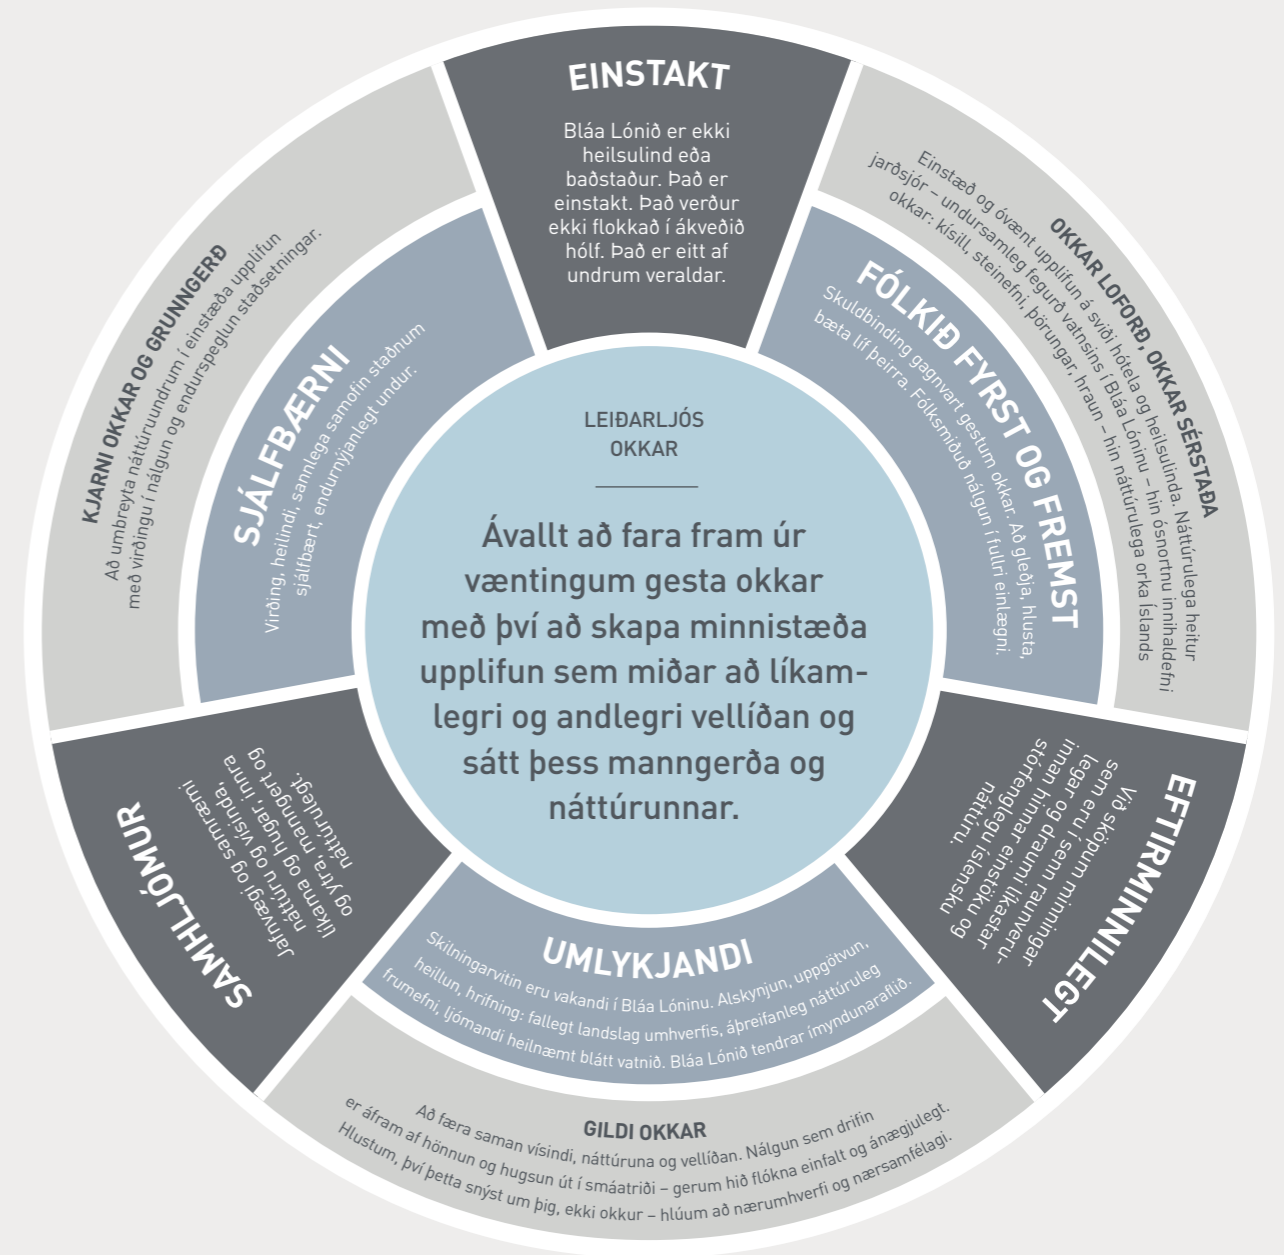 EINSTAKT
Bláa Lónið er ekki
heilsulind eða
baðstaður. Það er
einstakt. Það verður
ekki flokkað í ákveðið
hólf. Það er eitt af
undrum veraldar.
OKKAR LOFORÐ, OKKAR SÉRSTAÐA
Einstæð og óvænt upplifun á sviði hótela og heilsulinda. Náttúrulega heitur
jarðsjór – undursamleg fegurð vatnsins í Bláa Lóninu – hin ósnortnu innihaldefni
okkar: kísill, steinefni, þörungar, hraun – hin náttúrulega orka Íslands
FÓLKIÐ FYRST OG FREMST
Skuldbinding gagnvart gestum okkar. Að gleðja, hlusta,
bæta líf þeirra. Fólksmiðuð nálgun í fullri einlægni.
EFTIRMINNILEGT
Við sköpum minningar
sem eru í senn raunveru-
legar og draumi líkastar
innan hinnar einstöku og
stórfenglegu íslensku
náttúru.
UMLYKJANDI
Skilningarvitin eru vakandi í Bláa Lóninu. Alskynjun, uppgötvun,
heillun, hrifning: fallegt landslag umhverfis, áþreifanleg náttúruleg
frumefni, ljómandi heilnæmt blátt vatnið. Bláa Lónið tendrar ímyndunaraflið.
GILDI OKKAR
Að færa saman vísindi, náttúruna og vellíðan. Nálgun sem drifin
er áfram af hönnun og hugsun út í smáatriði – gerum hið flókna einfalt og ánægjulegt.
Hlustum, því þetta snýst um þig, ekki okkur – hlúum að nærumhverfi og nærsamfélagi.
SAMHLJÓMUR
Jafnvægi og samræmi
náttúru og vísinda,
líkama og hugar, innra
og ytra, manngert og
náttúrulegt.
KJARNI OKKAR OG GRUNNGERÐ
Að umbreyta náttúruundrum í einstæða upplifun
með virðingu í nálgun og endurspeglun staðsetningar.
SJÁLFBÆRNI
Virðing, heilindi, sannlega samofin staðnum
sjálfbært, endurnýjanlegt undur.
LEIÐARLJÓS
OKKAR
Ávallt að fara fram úr
væntingum gesta okkar
með því að skapa minnistæða
upplifun sem miðar að líkam-
legri og andlegri vellíðan og
sátt þess manngerða og
náttúrunnar.